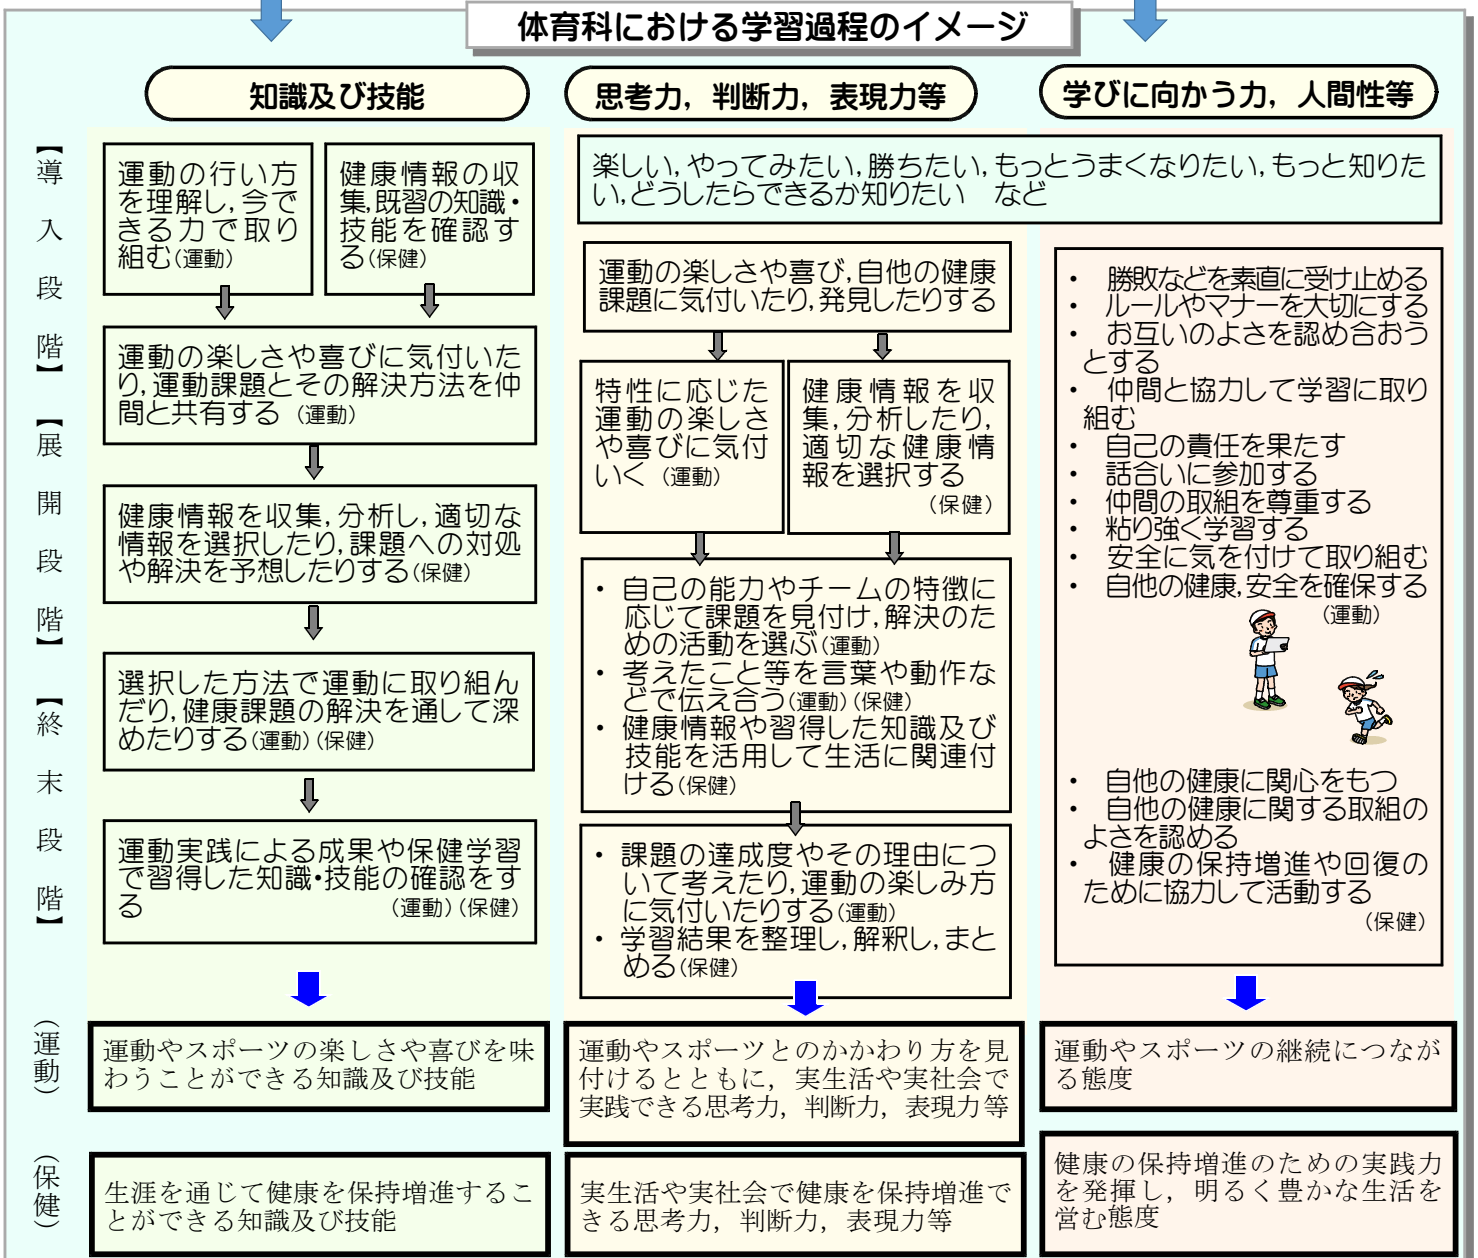 体育科における学習過程のイメージ
知識及び技能
思考力，判断力，表現力等
学びに向かう力，人間性等
【導入段階】
【展開段階】
【終末段階】
運動の行い方
を理解し，今で
きる力で取り
組む（運動）
健康情報の収
集，既習の知識・
技能を確認す
る（保健）
運動の楽しさや喜びに気付いた
り，運動課題とその解決方法を仲
間と共有する （運動）
健康情報を収集，分析し，適切な
情報を選択したり，課題への対処
や解決を予想したりする（保健）
選択した方法で運動に取り組ん
だり，健康課題の解決を通して深
めたりする（運動）（保健）
運動実践による成果や保健学習
で習得した知識・技能の確認をす
る （運動）（保健）
楽しい，やってみたい，勝ちたい，もっとうまくなりたい，もっと知りた
い，どうしたらできるか知りたい　など
運動の楽しさや喜び，自他の健康
課題に気付いたり，発見したりする
特性に応じた
運動の楽しさ
や喜びに気付
いく （運動）
健康情報を収
集，分析したり，
適切な健康情
報を選択する
（保健）
・ 自己の能力やチームの特徴に
応じて課題を見付け，解決のた
めの活動を選ぶ（運動）
・ 考えたこと等を言葉や動作な
どで伝え合う（運動）（保健）
・ 健康情報や習得した知識及び
技能を活用して生活に関連付
ける（保健）
・ 課題の達成度やその理由につ
いて考えたり，運動の楽しみ方
に気付いたりする（運動）
・ 学習結果を整理し，解釈し，まと
める（保健）
・ 勝敗などを素直に受け止める
・ ルールやマナーを大切にする
・ お互いのよさを認め合おう
とする
・ 仲間と協力して学習に取り
組む
・ 自己の責任を果たす
・ 話合いに参加する
・ 仲間の取組を尊重する
・ 粘り強く学習する
・ 安全に気を付けて取り組む
・ 自他の健康，安全を確保する
（運動）
・ 自他の健康に関心をもつ
・ 自他の健康に関する取組の
よさを認める
・ 健康の保持増進や回復の
ために協力して活動する
（保健）
（運動）
運動やスポーツの楽しさや喜びを味
わうことができる知識及び技能
運動やスポーツとのかかわり方を見
付けるとともに，実生活や実社会で
実践できる思考力，判断力，表現力等
運動やスポーツの継続につなが
る態度
（保健）
生涯を通じて健康を保持増進するこ
とができる知識及び技能
実生活や実社会で健康を保持増進で
きる思考力，判断力，表現力等
健康の保持増進のための実践力
を発揮し，明るく豊かな生活を
営む態度